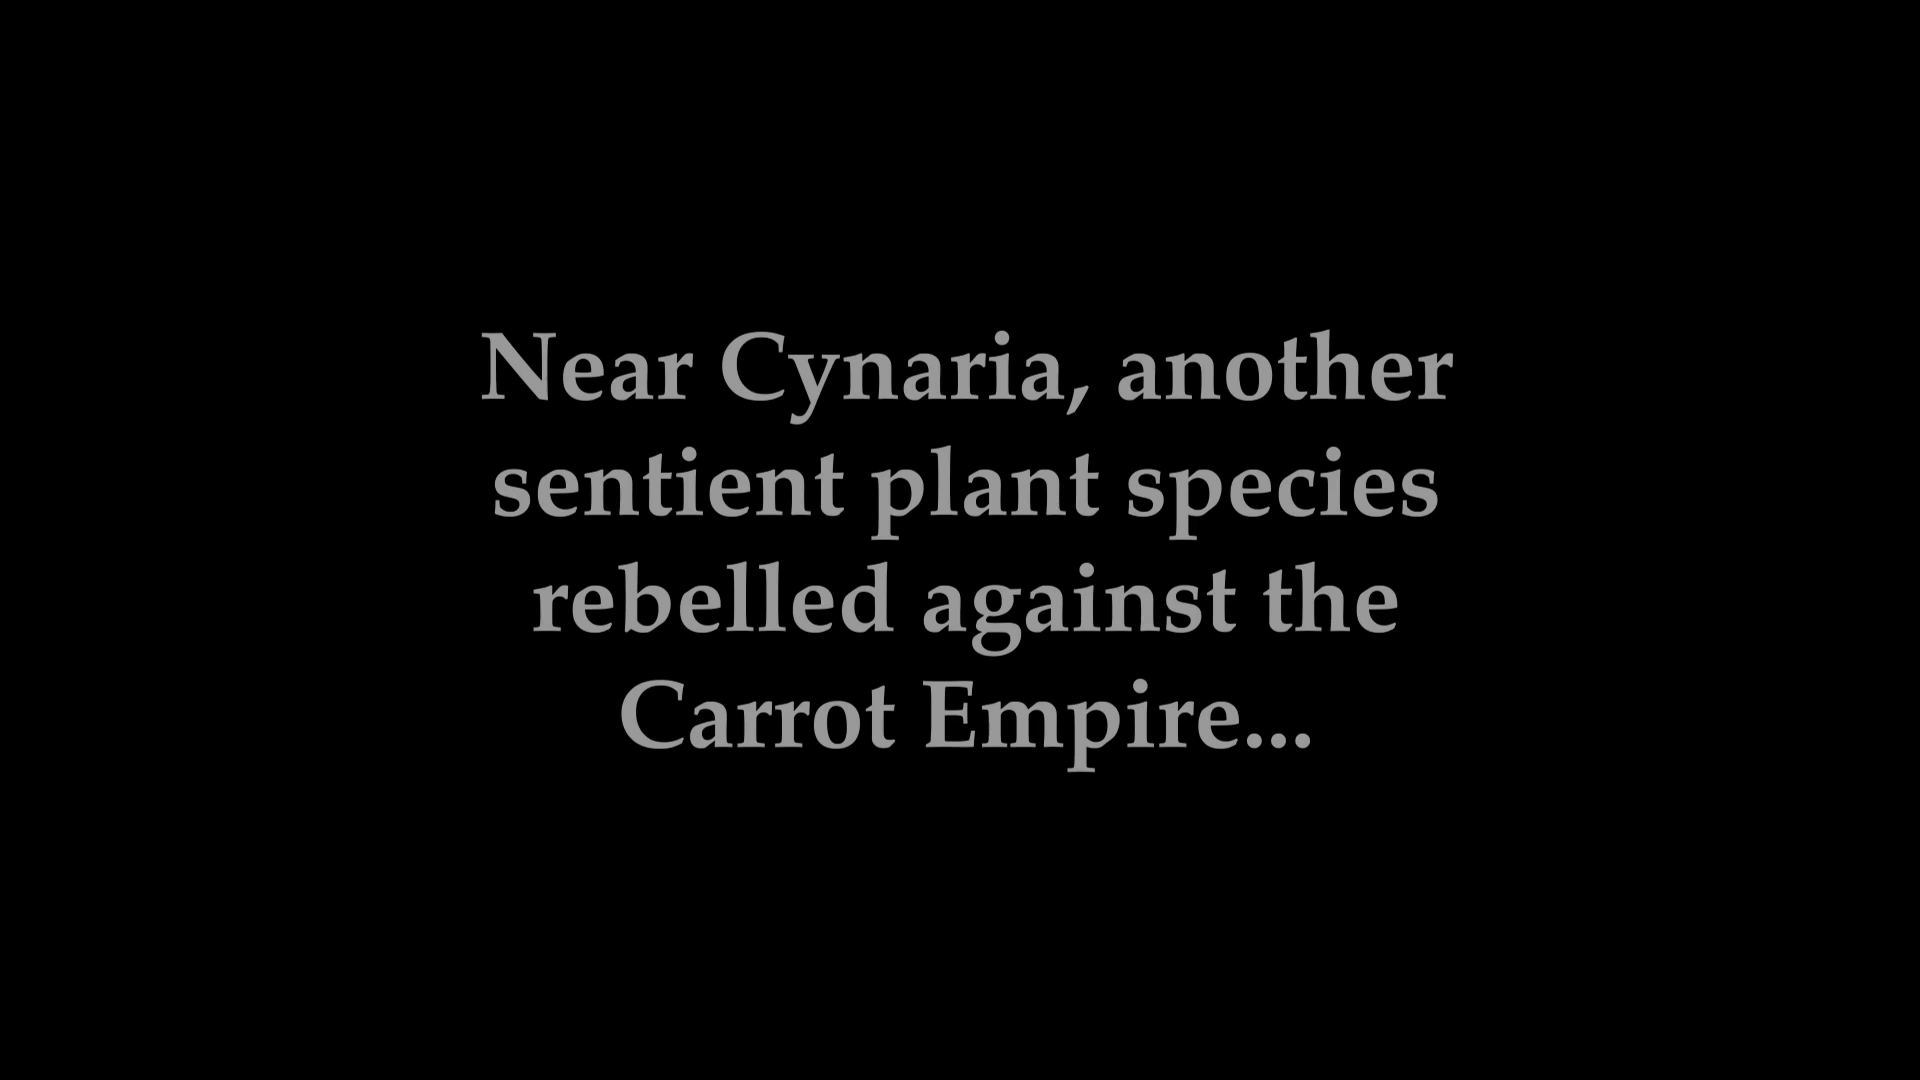 Near Cynaria, another
sentient plant species
rebelled against the
Carrot Empire...